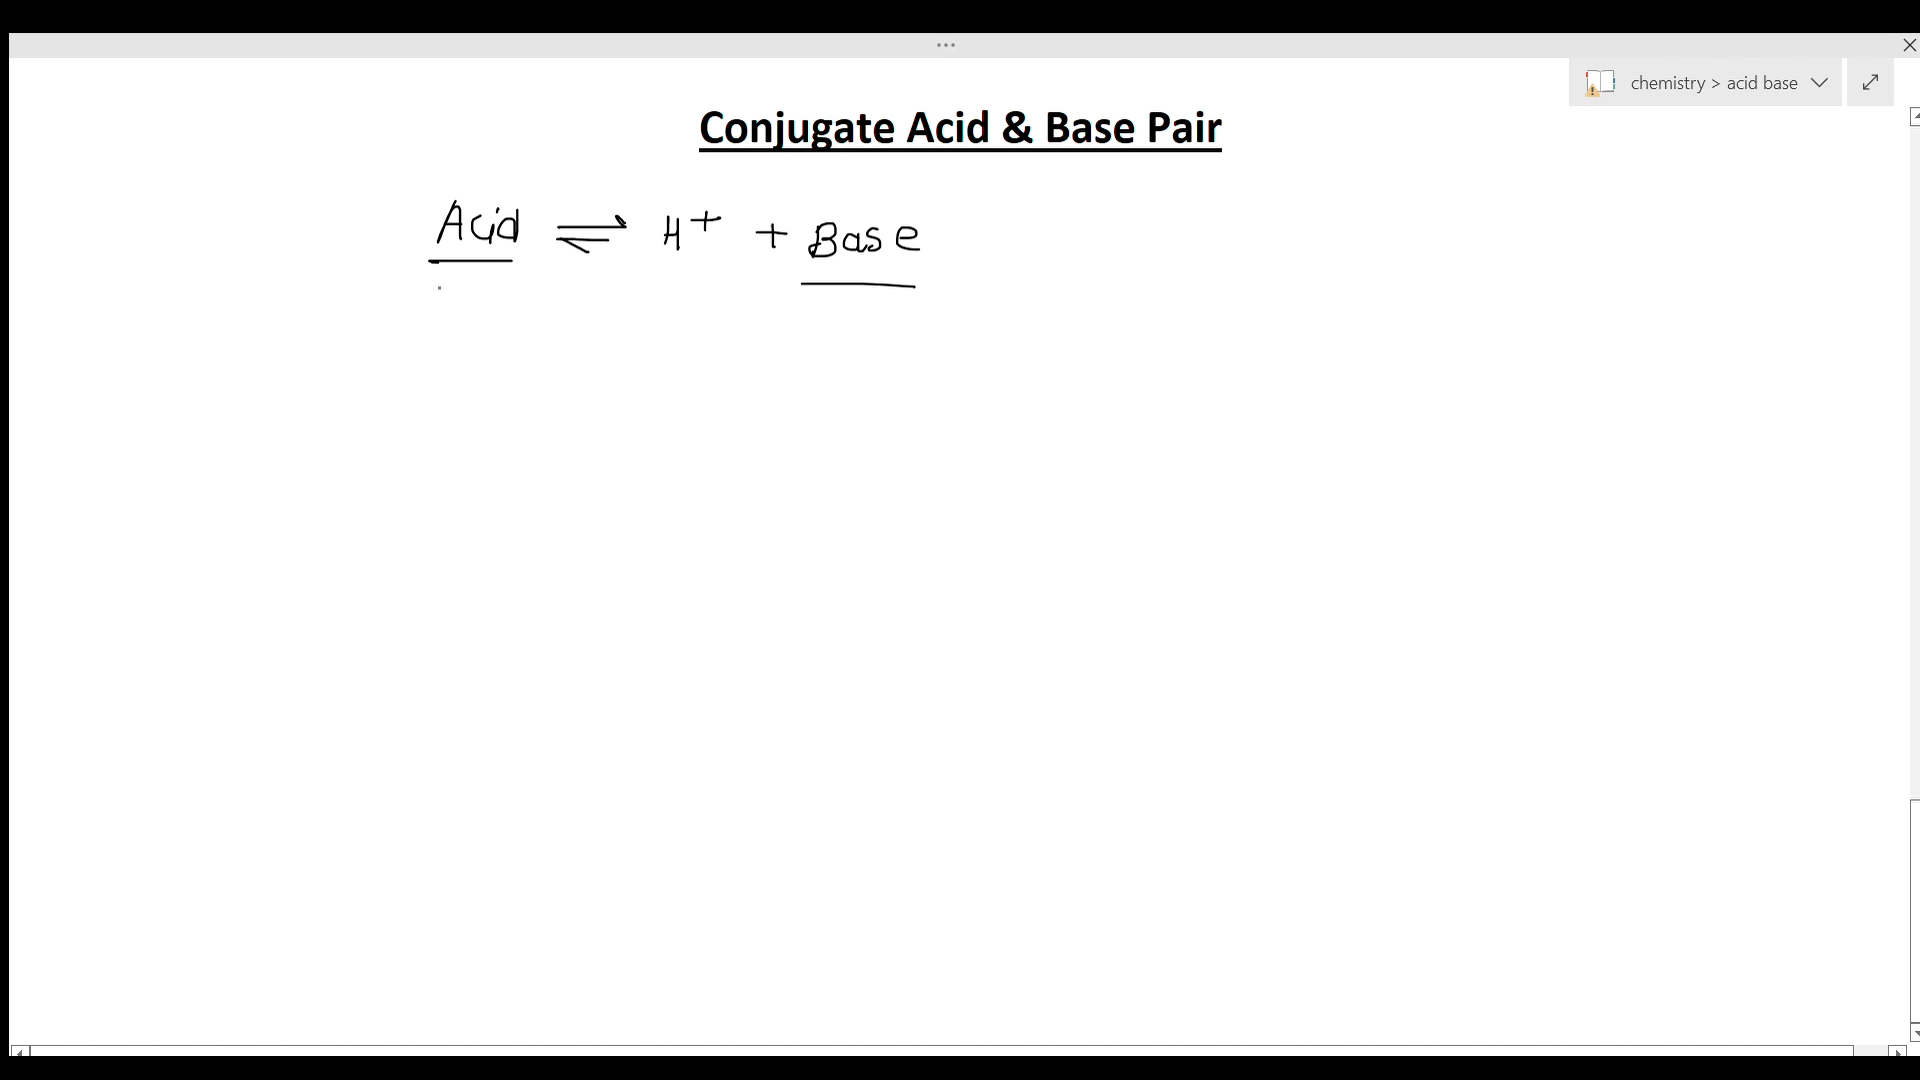 chemistry > acid base
Conjugate Acid & Base Pair
Acid ⇌ H+ + Base